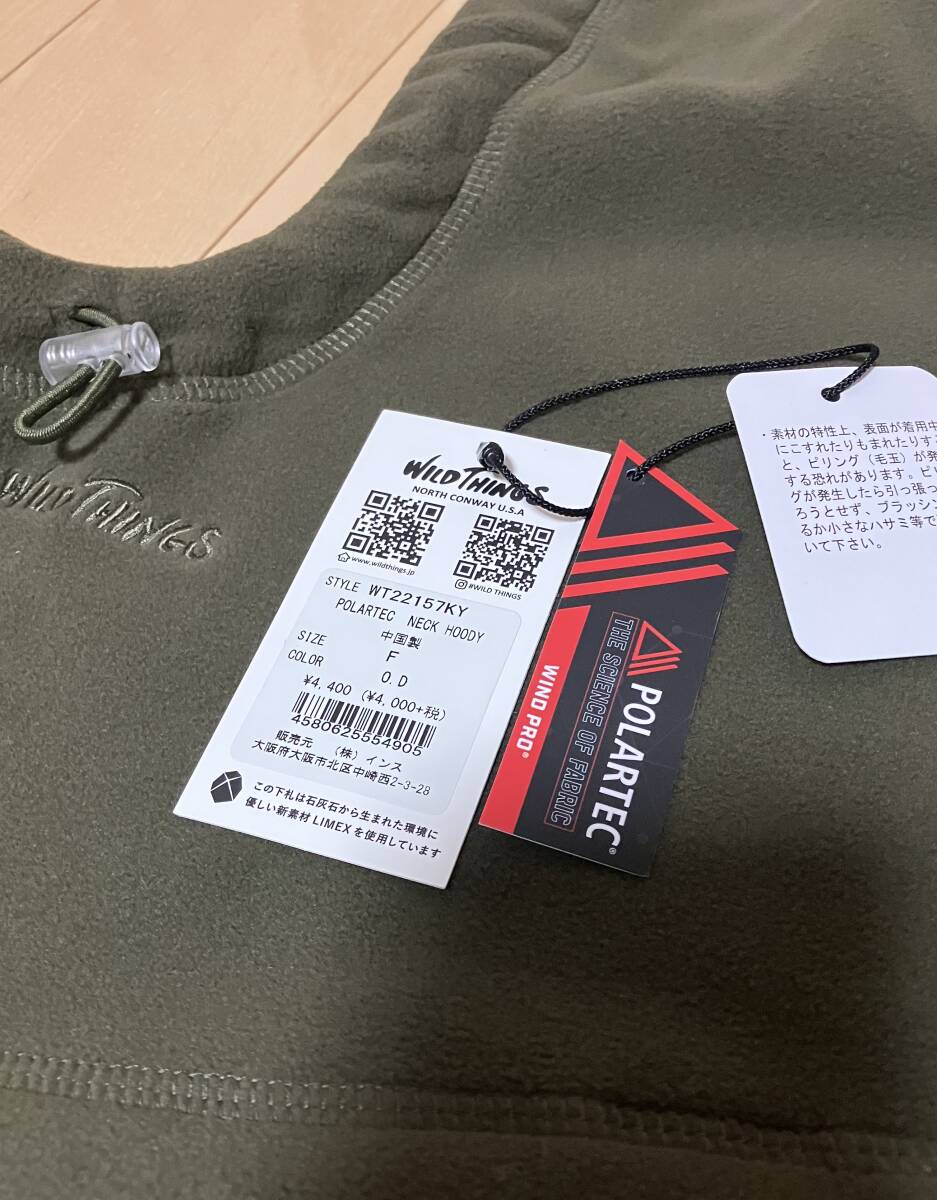 WILD THINGS
WILD THINGS
NORTH CONWAY U.S.A
www.wildthings.jp
#WILD THINGS
STYLE WT22157KY
POLARTEC NECK HOODY
中国製
SIZE F
COLOR O.D
¥4,400 (¥4,000+税)
4580625554905
販売元 (株)インス
大阪府大阪市北区中崎西2-3-28
この下札は石灰石から生まれた環境に
優しい新素材 LIMEX を使用しています
WIND PRO®
THE SCIENCE OF FABRIC
POLARTEC®
・素材の特性上、表面が着用中
にこすれたりもまれたりする
と、ピリング（毛玉）が発
する恐れがあります。ピリ
グが発生したら引っ張っ
ろうとせず、ブラッシン
るか小さなハサミ等で
いて下さい。